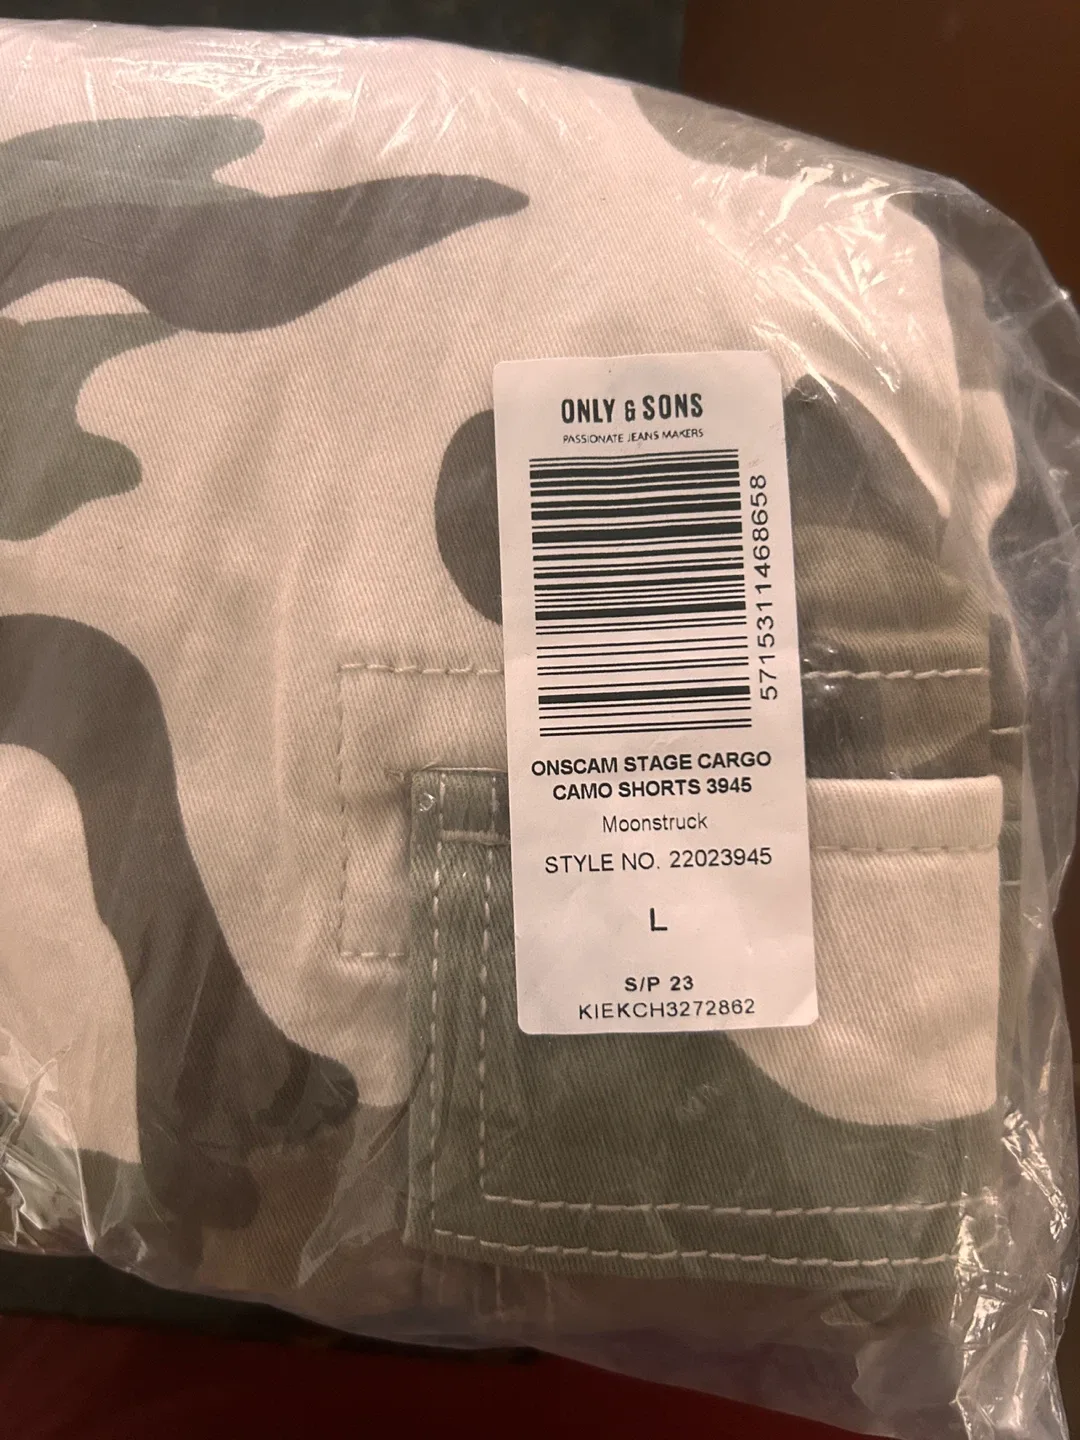 ONLY & SONS
PASSIONATE JEANS MAKERS
5715311468658
ONSCAM STAGE CARGO
CAMO SHORTS 3945
Moonstruck
STYLE NO. 22023945
L
S/P 23
KIEKCH3272862